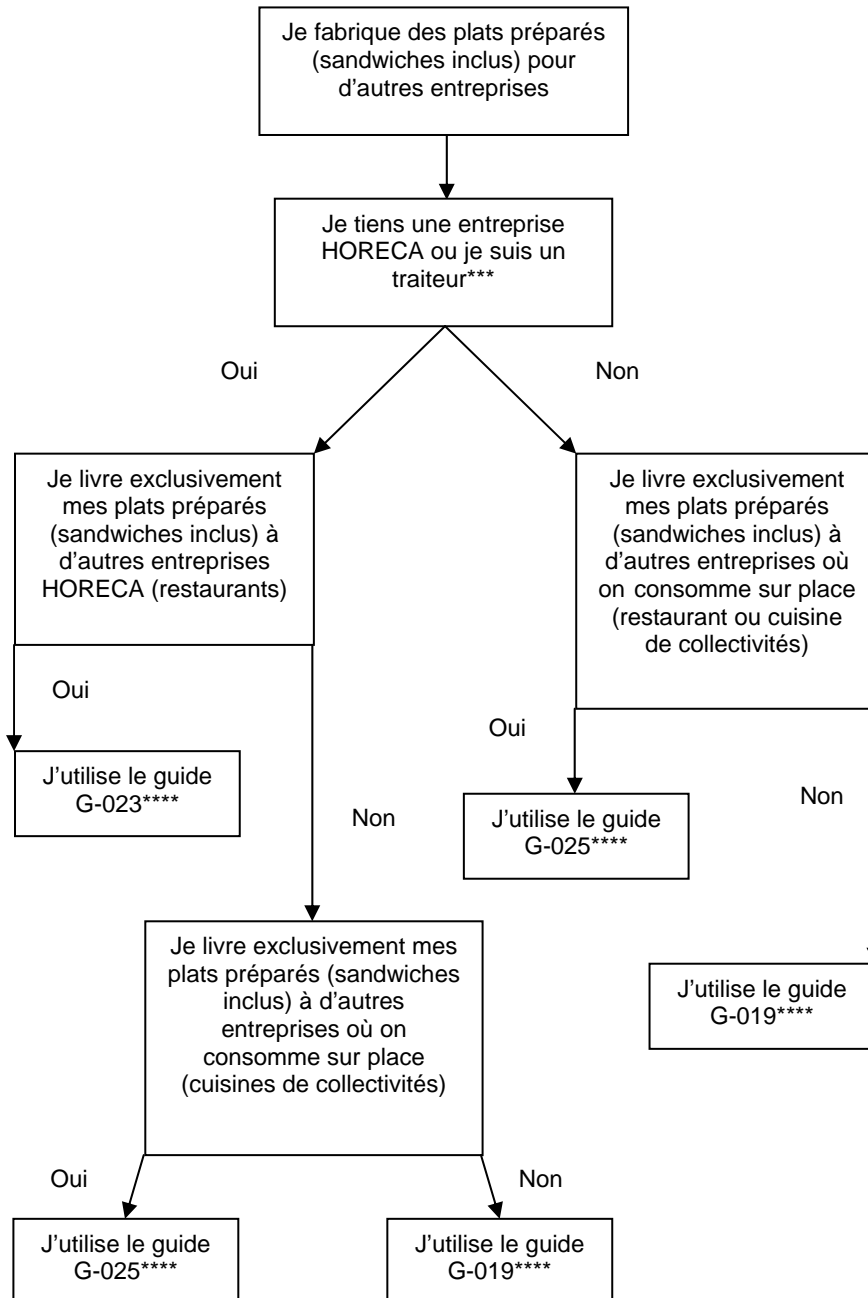 Je fabrique des plats préparés
(sandwiches inclus) pour
d'autres entreprises
Je tiens une entreprise
HORECA ou je suis un
traiteur***
Oui
Non
Je livre exclusivement
mes plats préparés
(sandwiches inclus) à
d'autres entreprises
HORECA (restaurants)
Je livre exclusivement
mes plats préparés
(sandwiches inclus) à
d'autres entreprises où
on consomme sur place
(restaurant ou cuisine
de collectivités)
Oui
Oui
J'utilise le guide
G-023****
Non
J'utilise le guide
G-025****
Non
Je livre exclusivement mes
plats préparés (sandwiches
inclus) à d'autres
entreprises où on
consomme sur place
(cuisines de collectivités)
J'utilise le guide
G-019****
Oui
Non
J'utilise le guide
G-025****
J'utilise le guide
G-019****